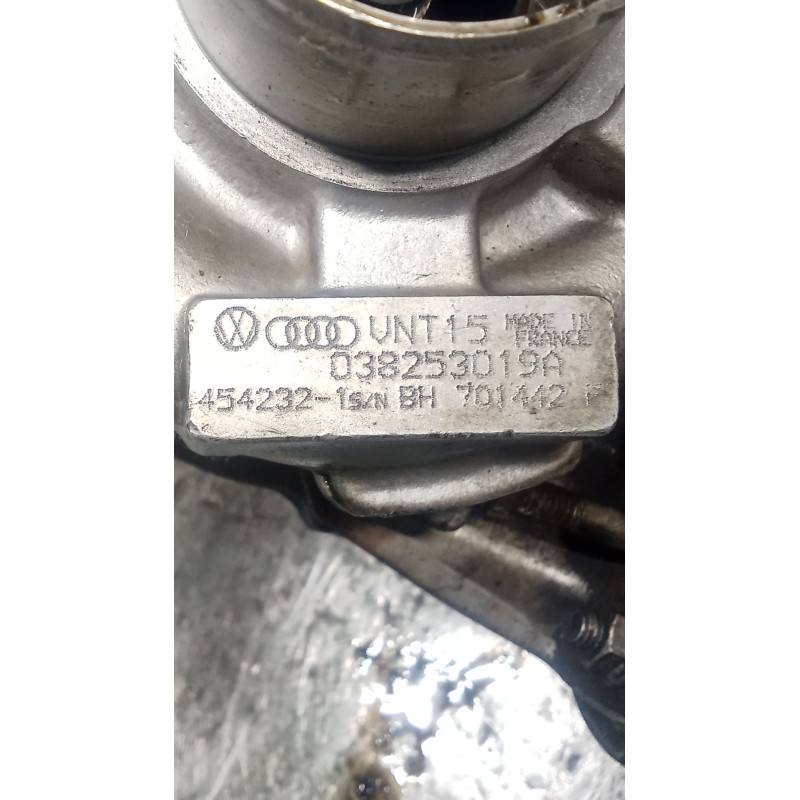 VNT15 MADE IN FRANCE
038253019A
454232-1 S/N BH 701442 F